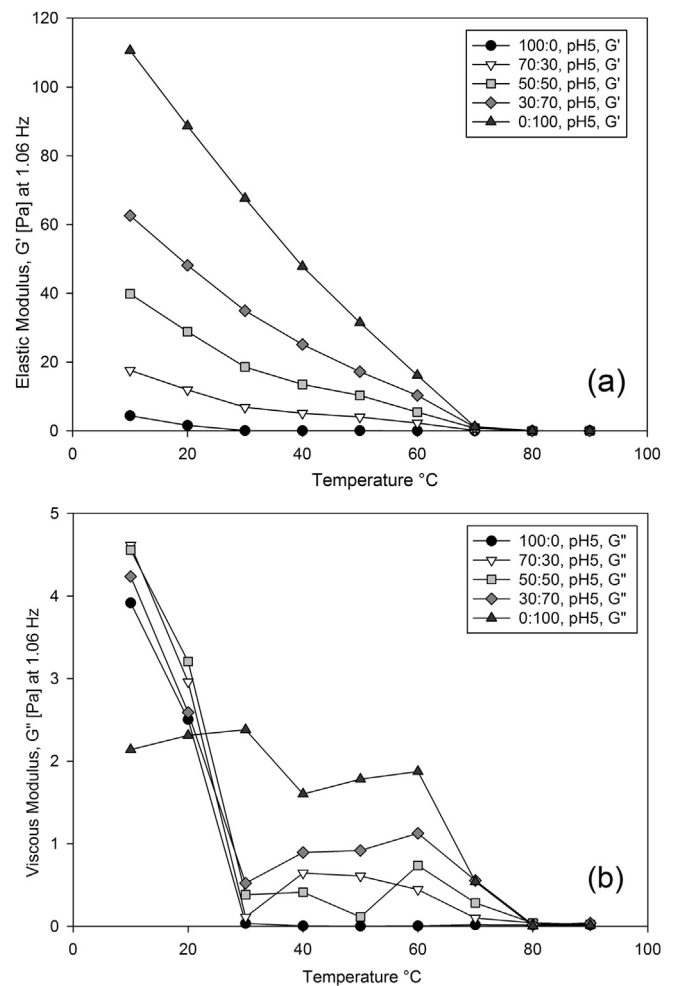 120
100
80
60
40
20
0
Elastic Modulus, G' [Pa] at 1.06 Hz
100:0, pH5, G'
70:30, pH5, G'
50:50, pH5, G'
30:70, pH5, G'
0:100, pH5, G'
(a)
0 20 40 60 80 100
Temperature °C
5
4
3
2
1
0
Viscous Modulus, G" [Pa] at 1.06 Hz
100:0, pH5, G"
70:30, pH5, G"
50:50, pH5, G"
30:70, pH5, G"
0:100, pH5, G"
(b)
0 20 40 60 80 100
Temperature °C